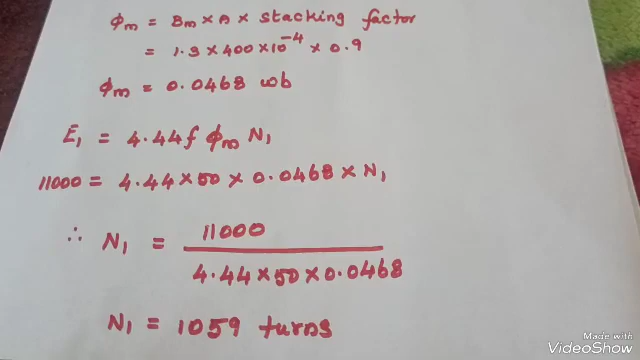 ϕm = Bm × A × stacking factor
= 1.3 × 400 × 10⁻⁴ × 0.9
ϕm = 0.0468 wb
E₁ = 4.44f ϕm N₁
11000 = 4.44 × 50 × 0.0468 × N₁
∴ N₁ = 11000
4.44 × 50 × 0.0468
N₁ = 1059 turns
Made with
VideoShow